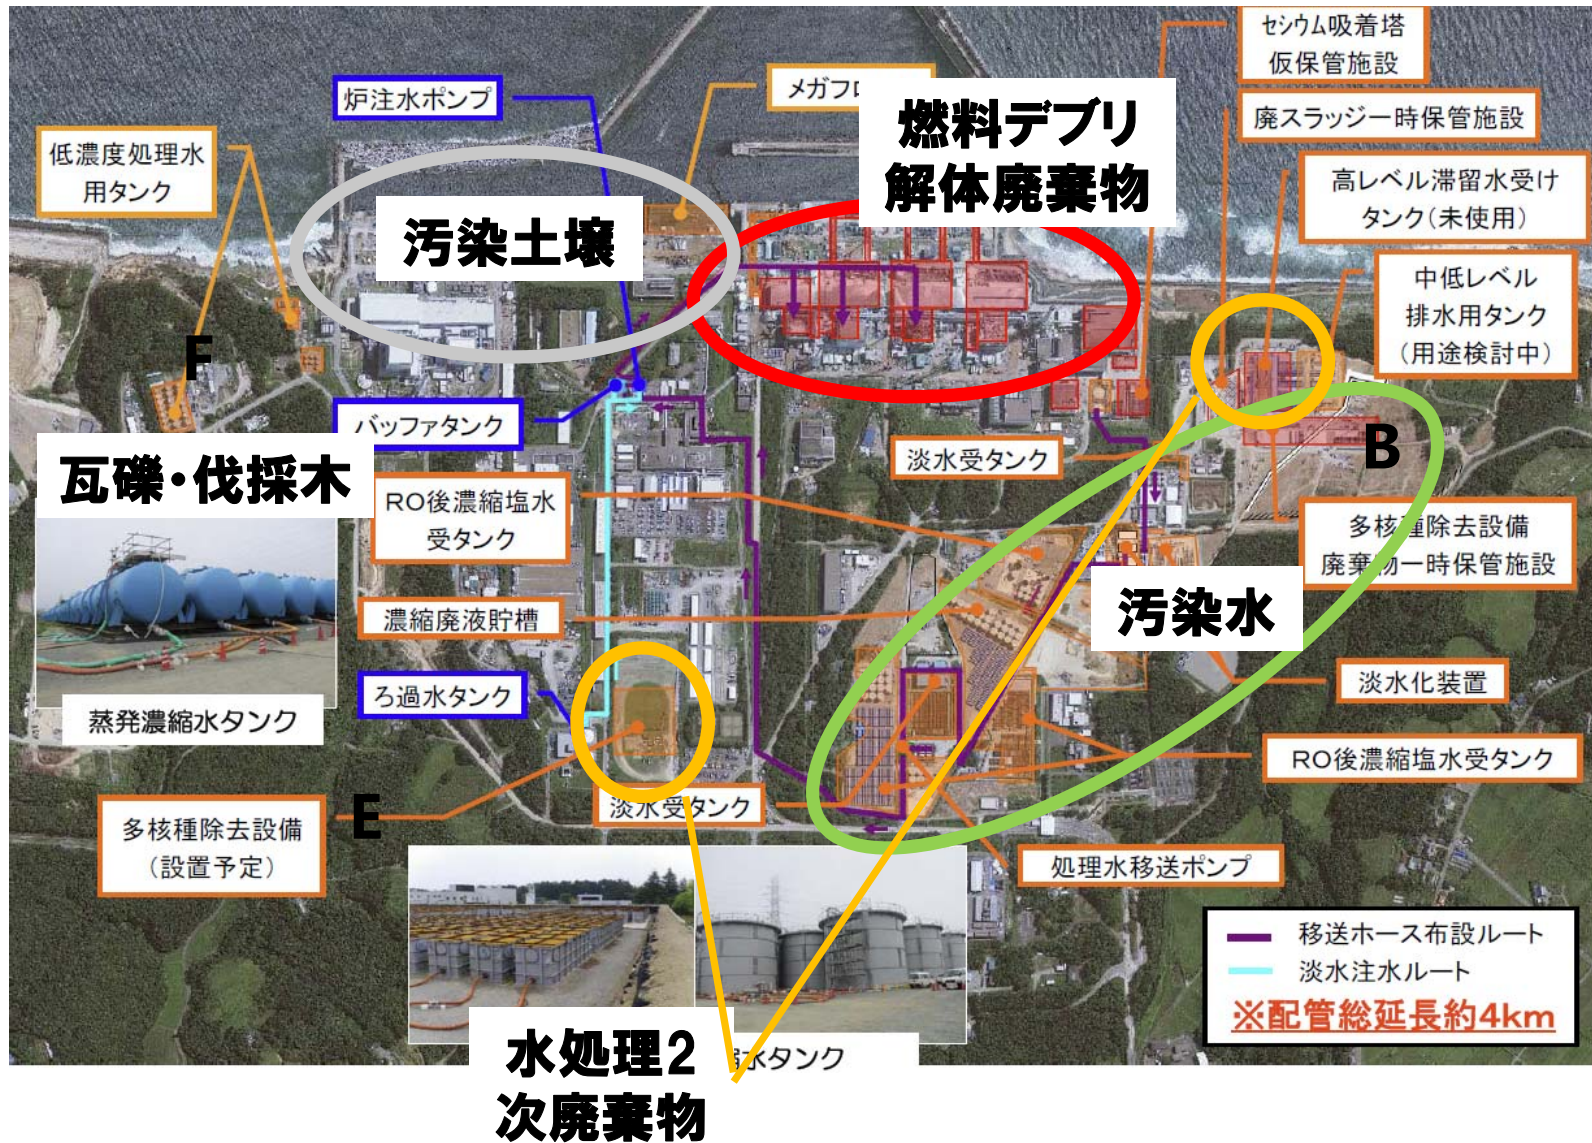 セシウム吸着塔
仮保管施設
炉注水ポンプ
メガフロ
燃料デブリ
解体廃棄物
廃スラッジ一時保管施設
低濃度処理水
用タンク
高レベル滞留水受け
タンク(未使用)
汚染土壌
中低レベル
排水用タンク
(用途検討中)
F
バッファタンク
B
淡水受タンク
瓦礫・伐採木
RO後濃縮塩水
受タンク
多核種除去設備
廃棄物一時保管施設
濃縮廃液貯槽
汚染水
ろ過水タンク
淡水化装置
蒸発濃縮水タンク
RO後濃縮塩水受タンク
淡水受タンク
E
多核種除去設備
(設置予定)
処理水移送ポンプ
移送ホース布設ルート
淡水注水ルート
※配管総延長約4km
水処理2
次廃棄物
縮水タンク